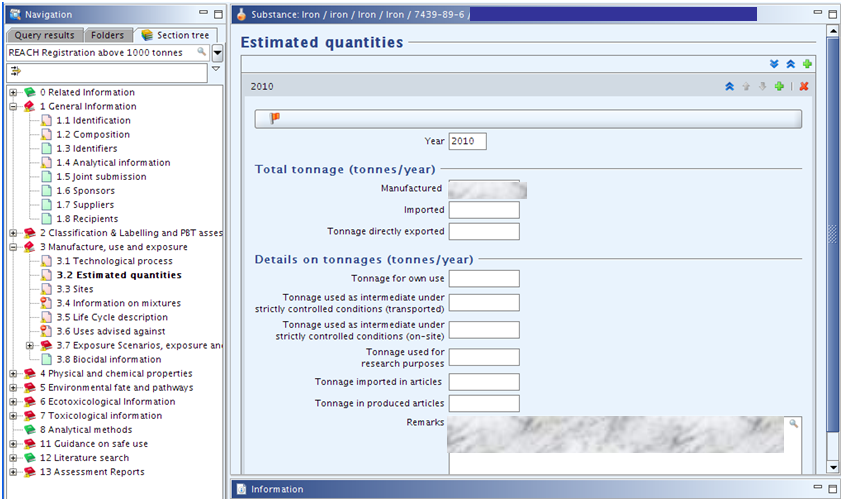 Navigation
Query results Folders Section tree
REACH Registration above 1000 tonnes
0 Related Information
1 General Information
1.1 Identification
1.2 Composition
1.3 Identifiers
1.4 Analytical information
1.5 Joint submission
1.6 Sponsors
1.7 Suppliers
1.8 Recipients
2 Classification & Labelling and PBT asses
3 Manufacture, use and exposure
3.1 Technological process
3.2 Estimated quantities
3.3 Sites
3.4 Information on mixtures
3.5 Life Cycle description
3.6 Uses advised against
3.7 Exposure Scenarios, exposure an
3.8 Biocidal information
4 Physical and chemical properties
5 Environmental fate and pathways
6 Ecotoxicological Information
7 Toxicological information
8 Analytical methods
11 Guidance on safe use
12 Literature search
13 Assessment Reports
Substance: Iron / iron / Iron / Iron / 7439-89-6 /
Estimated quantities
2010
Year 2010
Total tonnage (tonnes/year)
Manufactured
Imported
Tonnage directly exported
Details on tonnages (tonnes/year)
Tonnage for own use
Tonnage used as intermediate under
strictly controlled conditions (transported)
Tonnage used as intermediate under
strictly controlled conditions (on-site)
Tonnage used for
research purposes
Tonnage imported in articles
Tonnage in produced articles
Remarks
Information